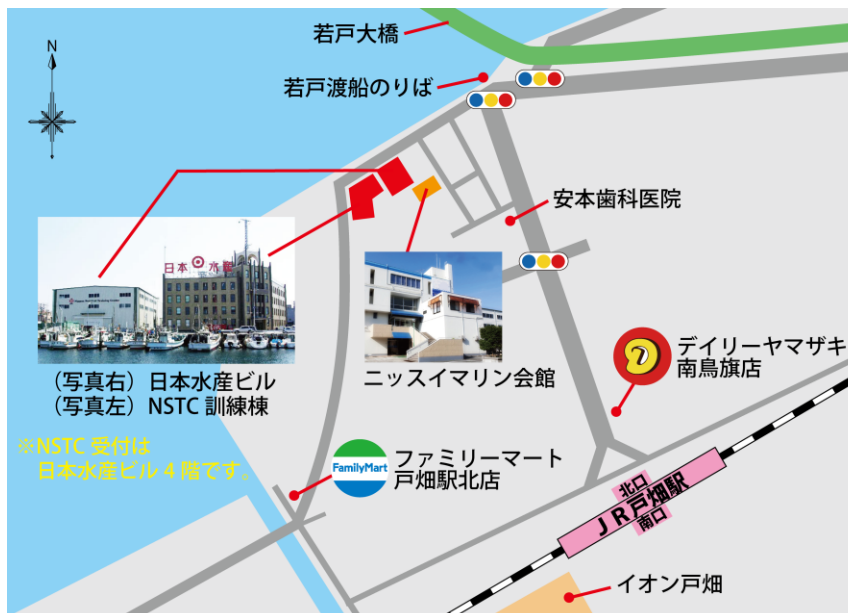 N
若戸大橋
若戸渡船のりば
安本歯科医院
日本水産
（写真右）日本水産ビル
（写真左）NSTC 訓練棟
ニッスイマリン会館
※NSTC 受付は
日本水産ビル 4 階です。
デイリーヤマザキ
南鳥旗店
FamilyMart
ファミリーマート
戸畑駅北店
北口
JR戸畑駅
南口
イオン戸畑